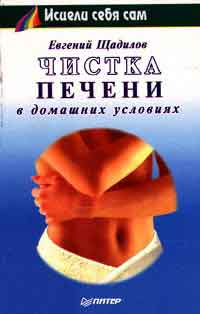 Исцели себя сам
Евгений Щадилов
ЧИСТКА
ПЕЧЕНИ
в домашних условиях
ПИТЕР